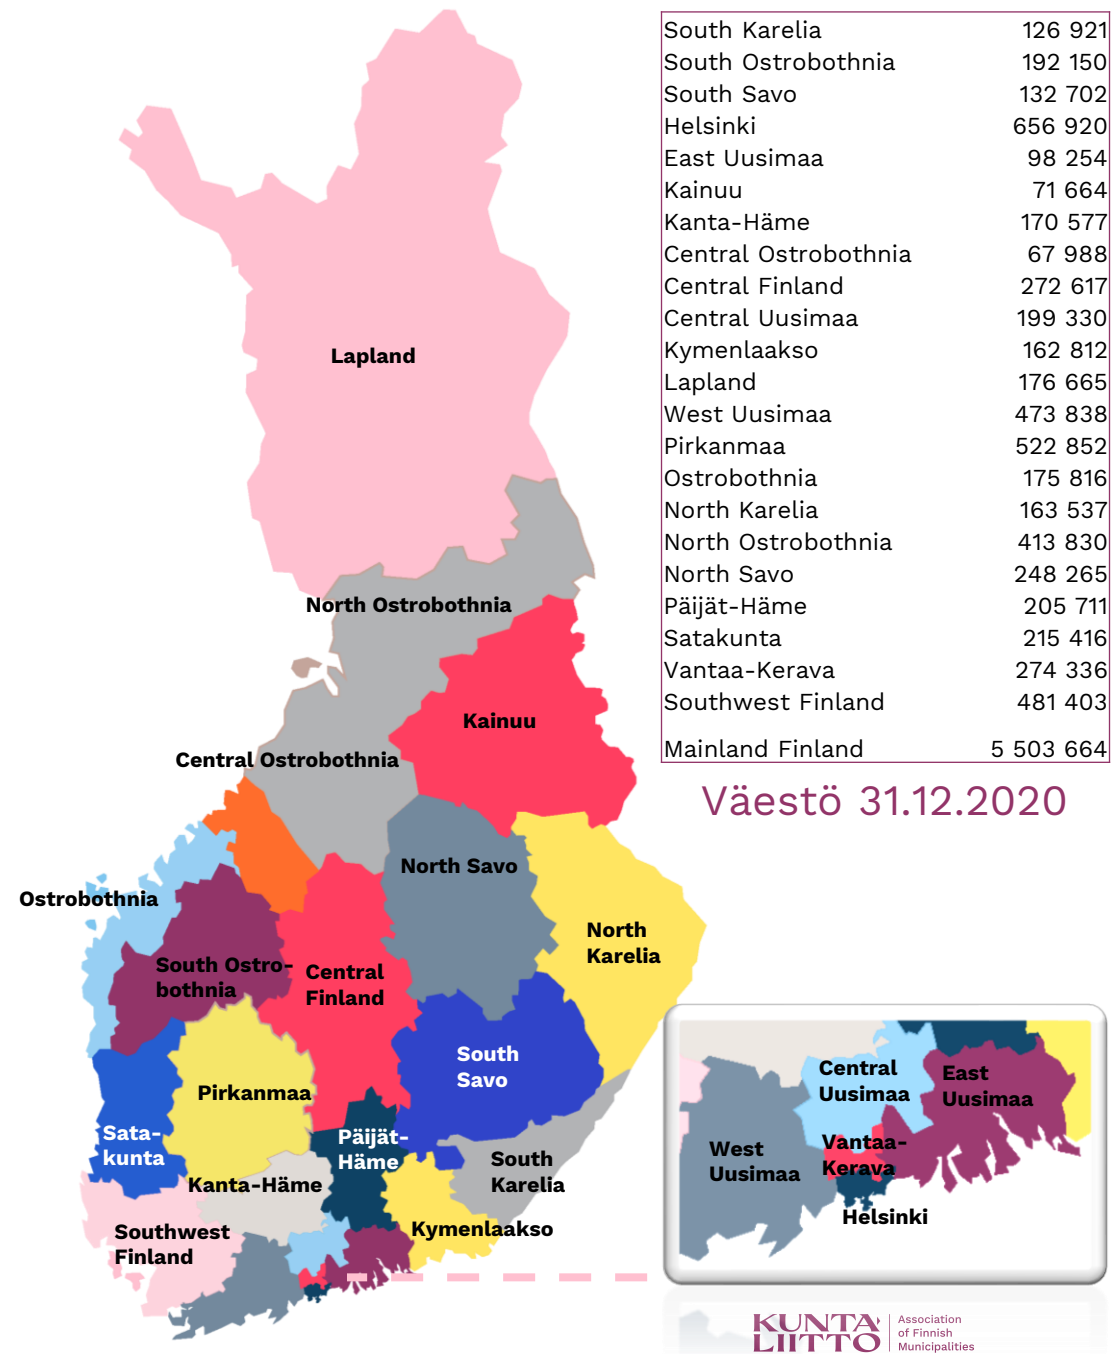 South Karelia 126 921
South Ostrobothnia 192 150
South Savo 132 702
Helsinki 656 920
East Uusimaa 98 254
Kainuu 71 664
Kanta-Häme 170 577
Central Ostrobothnia 67 988
Central Finland 272 617
Central Uusimaa 199 330
Kymenlaakso 162 812
Lapland 176 665
West Uusimaa 473 838
Pirkanmaa 522 852
Ostrobothnia 175 816
North Karelia 163 537
North Ostrobothnia 413 830
North Savo 248 265
Päijät-Häme 205 711
Satakunta 215 416
Vantaa-Kerava 274 336
Southwest Finland 481 403
Mainland Finland 5 503 664
Väestö 31.12.2020
Lapland
North Ostrobothnia
Kainuu
Central Ostrobothnia
North Savo
Ostrobothnia
North
Karelia
South Ostro-
bothnia
Central
Finland
South
Savo
Pirkanmaa
Sata-
kunta
Päijät-
Häme
South
Karelia
Kanta-Häme
Southwest
Finland
Kymenlaakso
Central
Uusimaa
East
Uusimaa
West
Uusimaa
Vantaa-
Kerava
Helsinki
KUNTA
LIITTO
Association
of Finnish
Municipalities